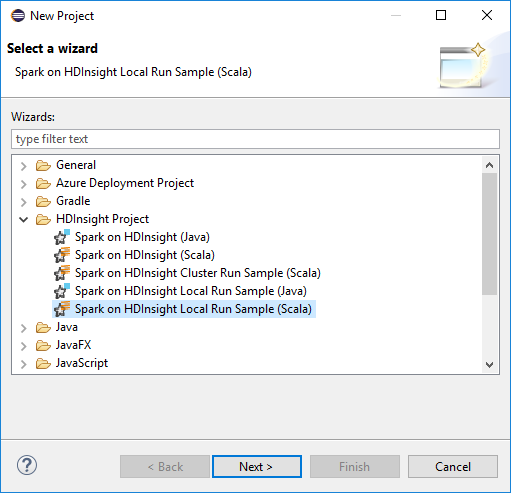 New Project
Select a wizard
Spark on HDInsight Local Run Sample (Scala)
Wizards:
type filter text
General
Azure Deployment Project
Gradle
HDInsight Project
Spark on HDInsight (Java)
Spark on HDInsight (Scala)
Spark on HDInsight Cluster Run Sample (Scala)
Spark on HDInsight Local Run Sample (Java)
Spark on HDInsight Local Run Sample (Scala)
Java
JavaFX
JavaScript
? < Back Next > Finish Cancel